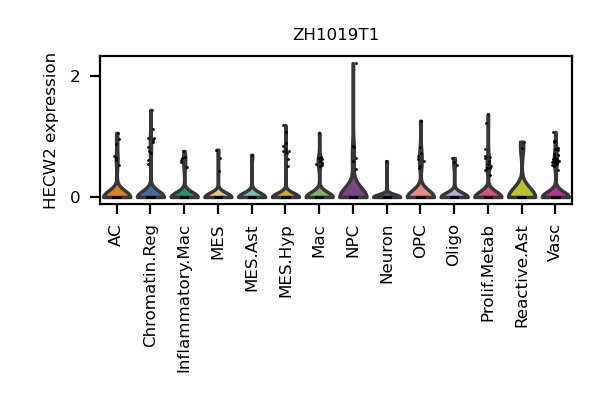 ZH1019T1
HECW2 expression
2
0
AC
Chromatin.Reg
Inflammatory.Mac
MES
MES.Ast
MES.Hyp
Mac
NPC
Neuron
OPC
Oligo
Prolif.Metab
Reactive.Ast
Vasc